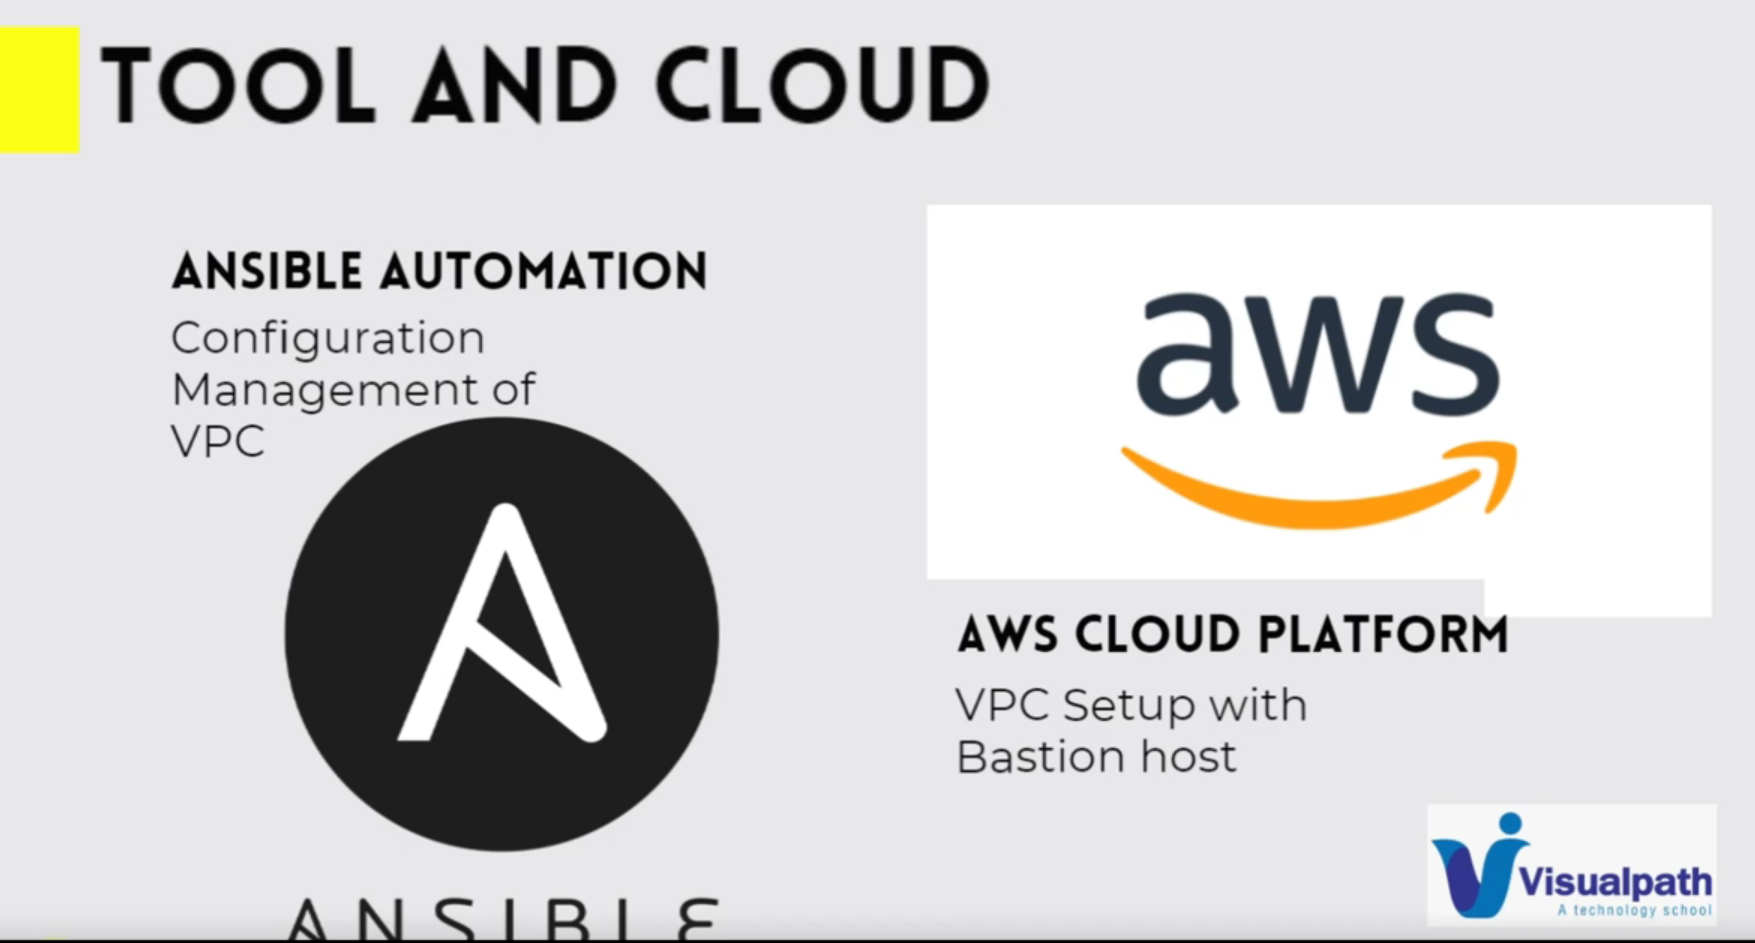 TOOL AND CLOUD
ANSIBLE AUTOMATION
Configuration
Management of
VPC
ANSIBLE
aws
AWS CLOUD PLATFORM
VPC Setup with
Bastion host
Visualpath
A technology school